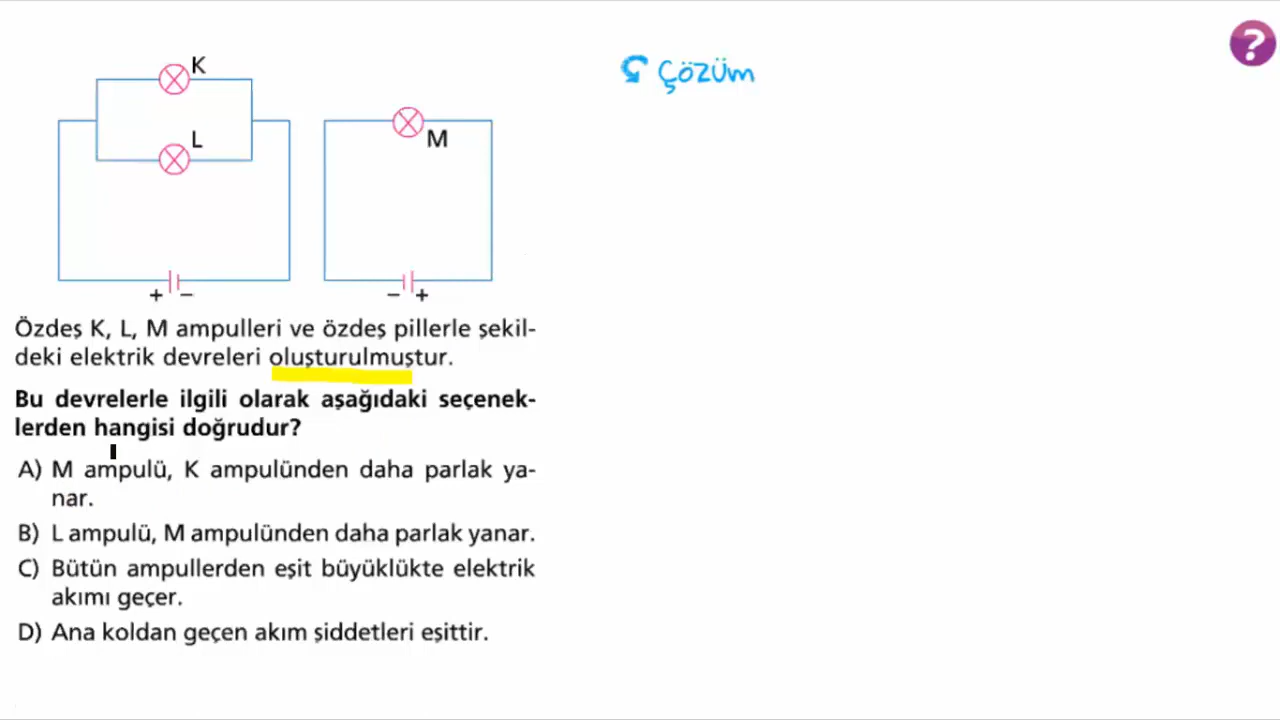 K
L
M
+ −
− +
?
Çözüm
Özdeş K, L, M ampulleri ve özdeş pillerle şekil-
deki elektrik devreleri oluşturulmuştur.
Bu devrelerle ilgili olarak aşağıdaki seçenek-
lerden hangisi doğrudur?
A) M ampulü, K ampulünden daha parlak ya-
nar.
B) L ampulü, M ampulünden daha parlak yanar.
C) Bütün ampullerden eşit büyüklükte elektrik
akımı geçer.
D) Ana koldan geçen akım şiddetleri eşittir.